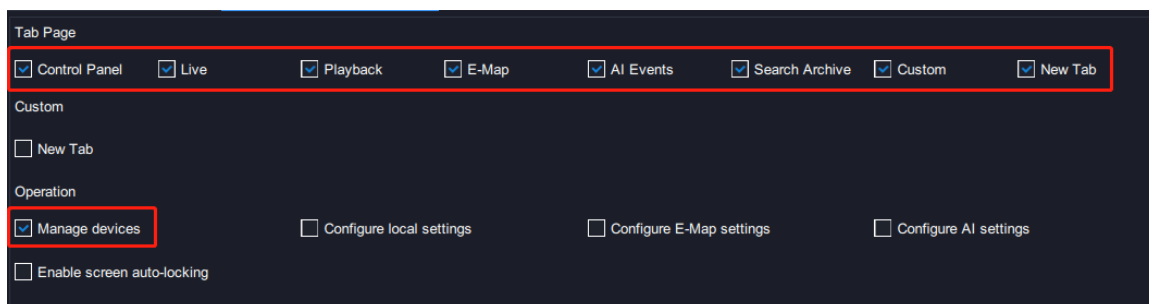 Tab Page
Control Panel Live Playback E-Map AI Events Search Archive Custom New Tab
Custom
New Tab
Operation
Manage devices Configure local settings Configure E-Map settings Configure AI settings
Enable screen auto-locking